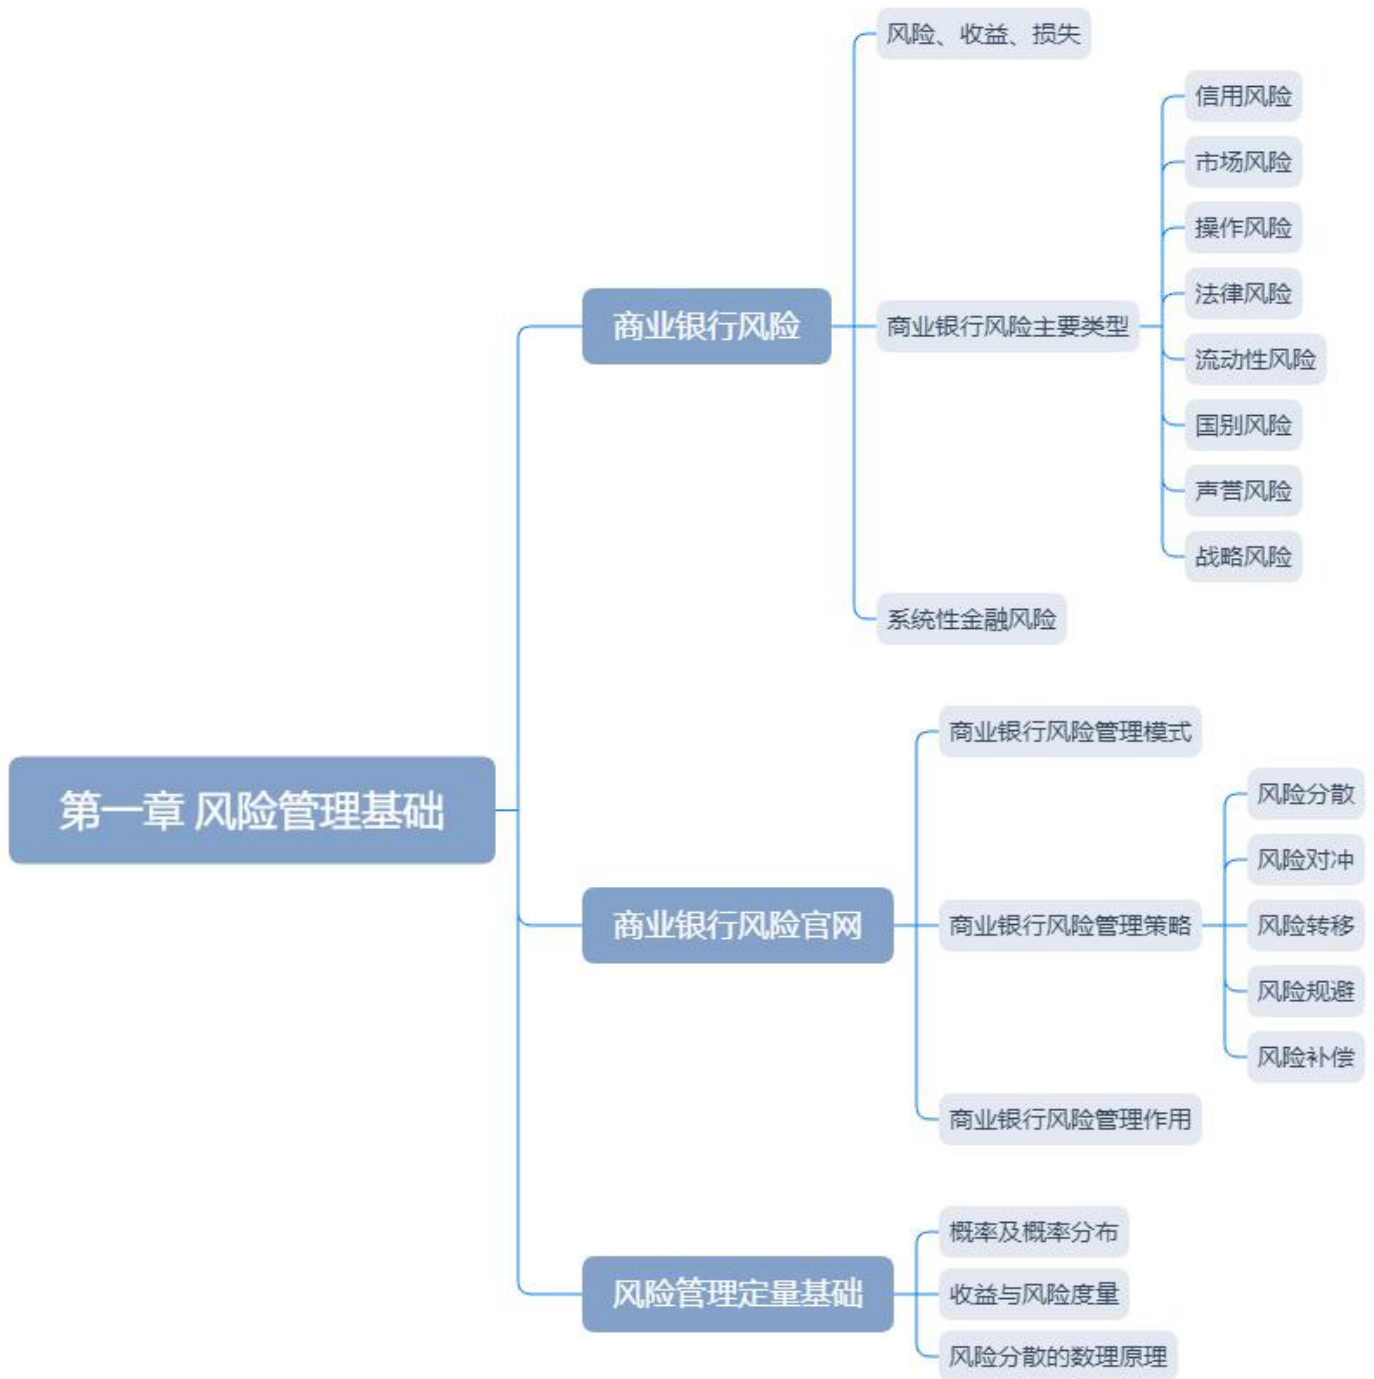 第一章 风险管理基础
商业银行风险
风险、收益、损失
商业银行风险主要类型
信用风险
市场风险
操作风险
法律风险
流动性风险
国别风险
声誉风险
战略风险
系统性金融风险
商业银行风险官网
商业银行风险管理模式
商业银行风险管理策略
风险分散
风险对冲
风险转移
风险规避
风险补偿
商业银行风险管理作用
风险管理定量基础
概率及概率分布
收益与风险度量
风险分散的数理原理